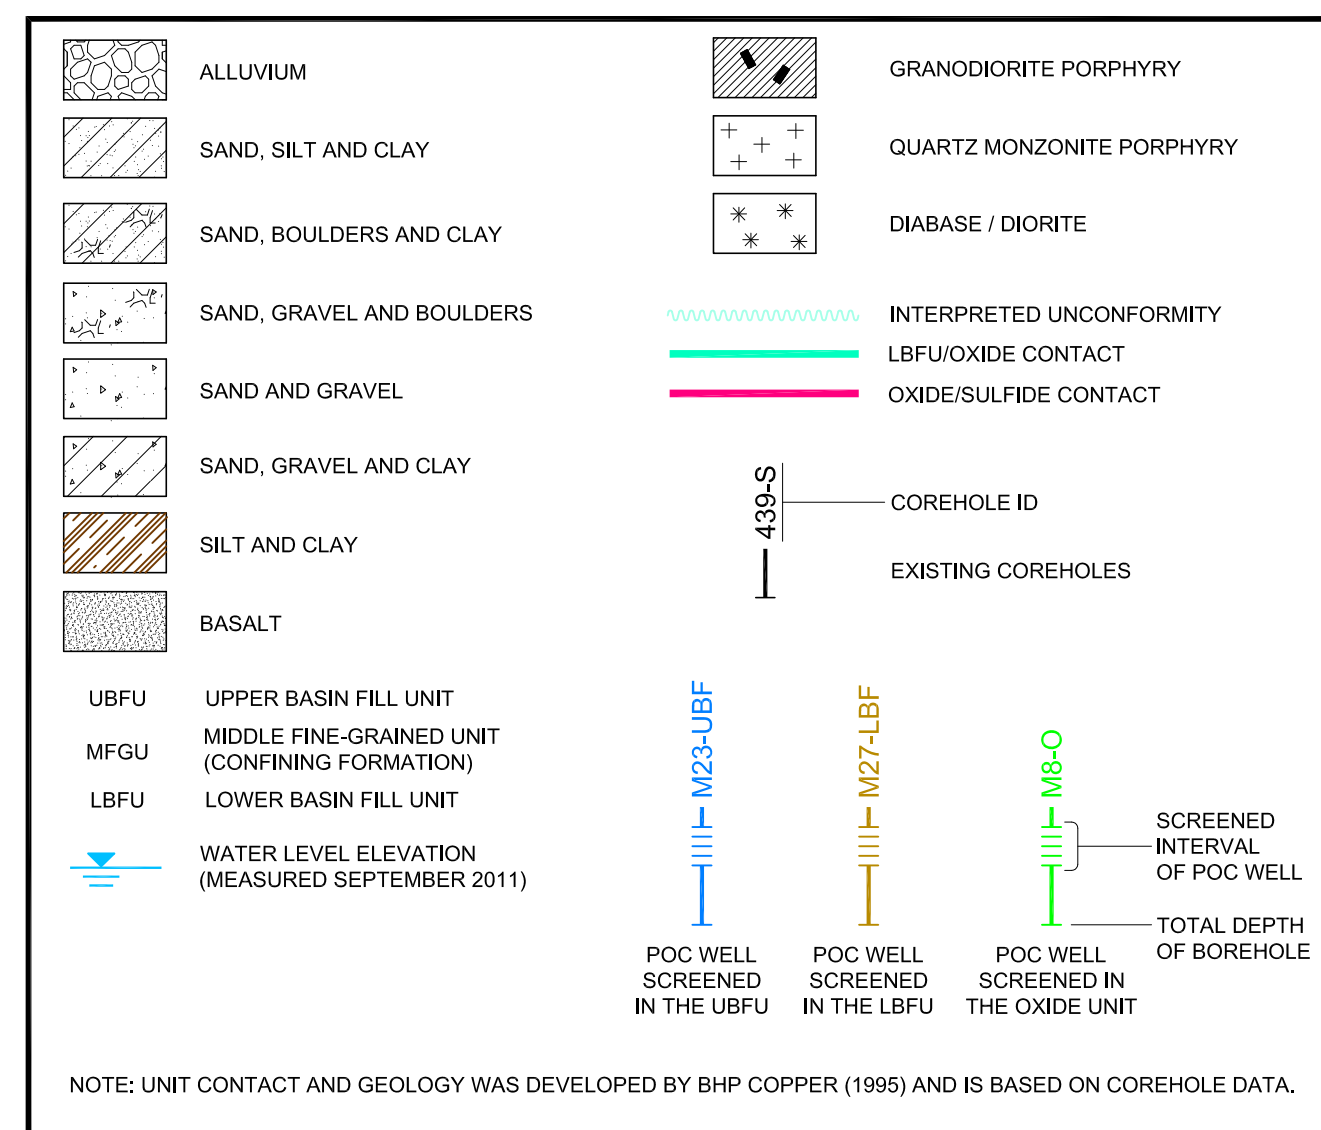 ALLUVIUM
SAND, SILT AND CLAY
SAND, BOULDERS AND CLAY
SAND, GRAVEL AND BOULDERS
SAND AND GRAVEL
SAND, GRAVEL AND CLAY
SILT AND CLAY
BASALT
UBFU UPPER BASIN FILL UNIT
MFGU MIDDLE FINE-GRAINED UNIT
(CONFINING FORMATION)
LBFU LOWER BASIN FILL UNIT
WATER LEVEL ELEVATION
(MEASURED SEPTEMBER 2011)
GRANODIORITE PORPHYRY
QUARTZ MONZONITE PORPHYRY
DIABASE / DIORITE
INTERPRETED UNCONFORMITY
LBFU/OXIDE CONTACT
OXIDE/SULFIDE CONTACT
439-S
COREHOLE ID
EXISTING COREHOLES
M23-UBF
POC WELL
SCREENED
IN THE UBFU
M27-LBF
POC WELL
SCREENED
IN THE LBFU
M8-O
POC WELL
SCREENED IN
THE OXIDE UNIT
SCREENED
INTERVAL
OF POC WELL
TOTAL DEPTH
OF BOREHOLE
NOTE: UNIT CONTACT AND GEOLOGY WAS DEVELOPED BY BHP COPPER (1995) AND IS BASED ON COREHOLE DATA.